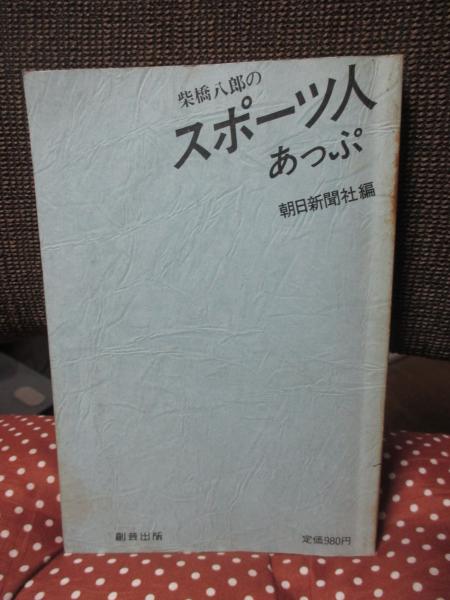 柴橋八郎の
スポーツ人
あっぷ
朝日新聞社編
創芸出版
定価980円